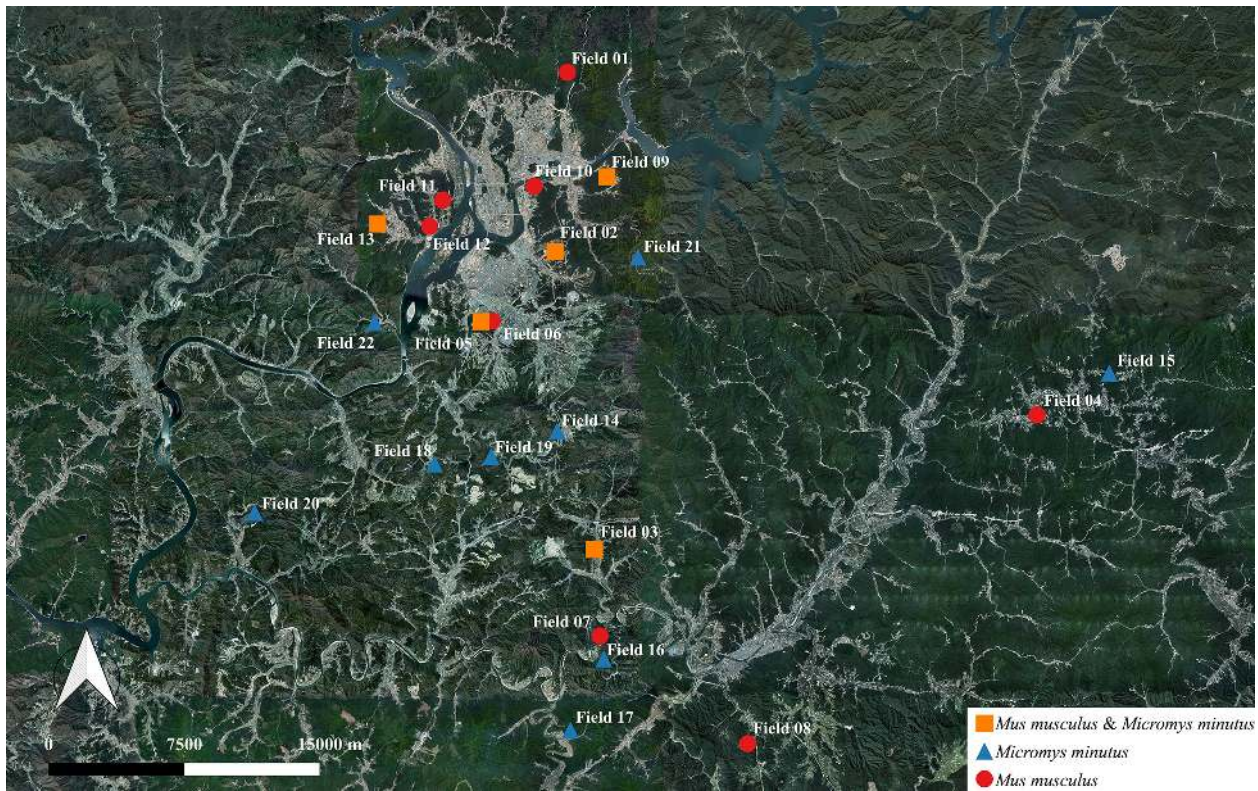 Field 01
Field 09
Field 10
Field 11
Field 13
Field 12
Field 02
Field 21
Field 22
Field 05
Field 06
Field 15
Field 04
Field 14
Field 18
Field 19
Field 20
Field 03
Field 07
Field 16
Field 17
Field 08
0 7500 15000 m
Mus musculus & Micromys minutus
Micromys minutus
Mus musculus